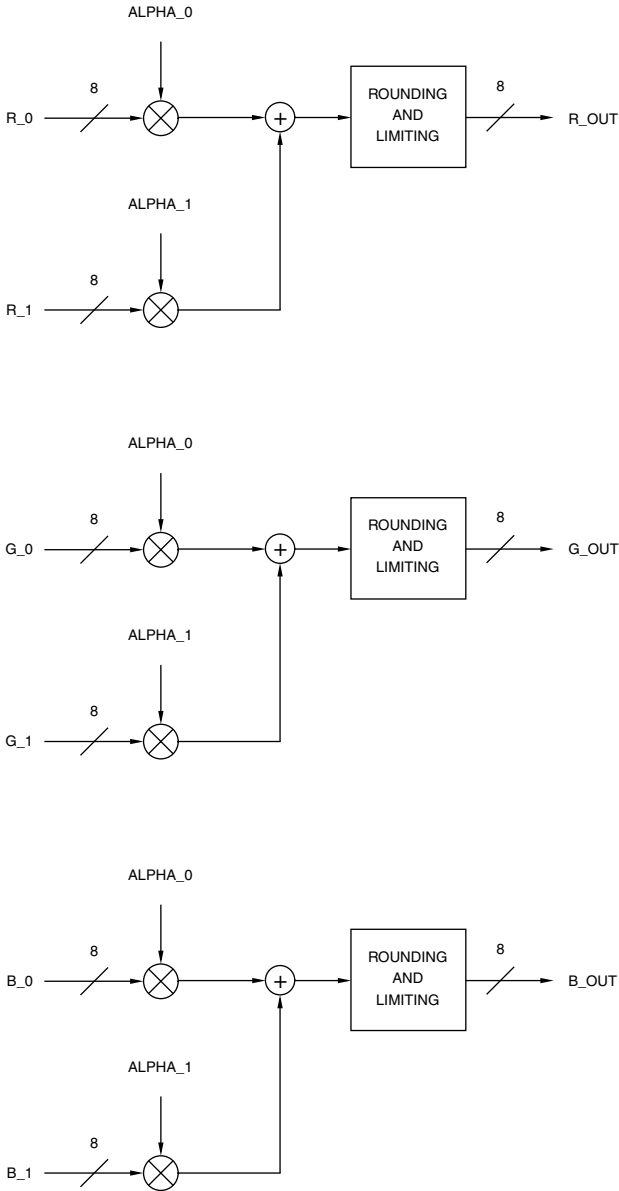 ALPHA_0
8
R_0
ROUNDING
AND
LIMITING
8
R_OUT
ALPHA_1
8
R_1
ALPHA_0
8
G_0
+
ROUNDING
AND
LIMITING
8
G_OUT
ALPHA_1
8
G_1
ALPHA_0
8
B_0
+
ROUNDING
AND
LIMITING
8
B_OUT
ALPHA_1
8
B_1